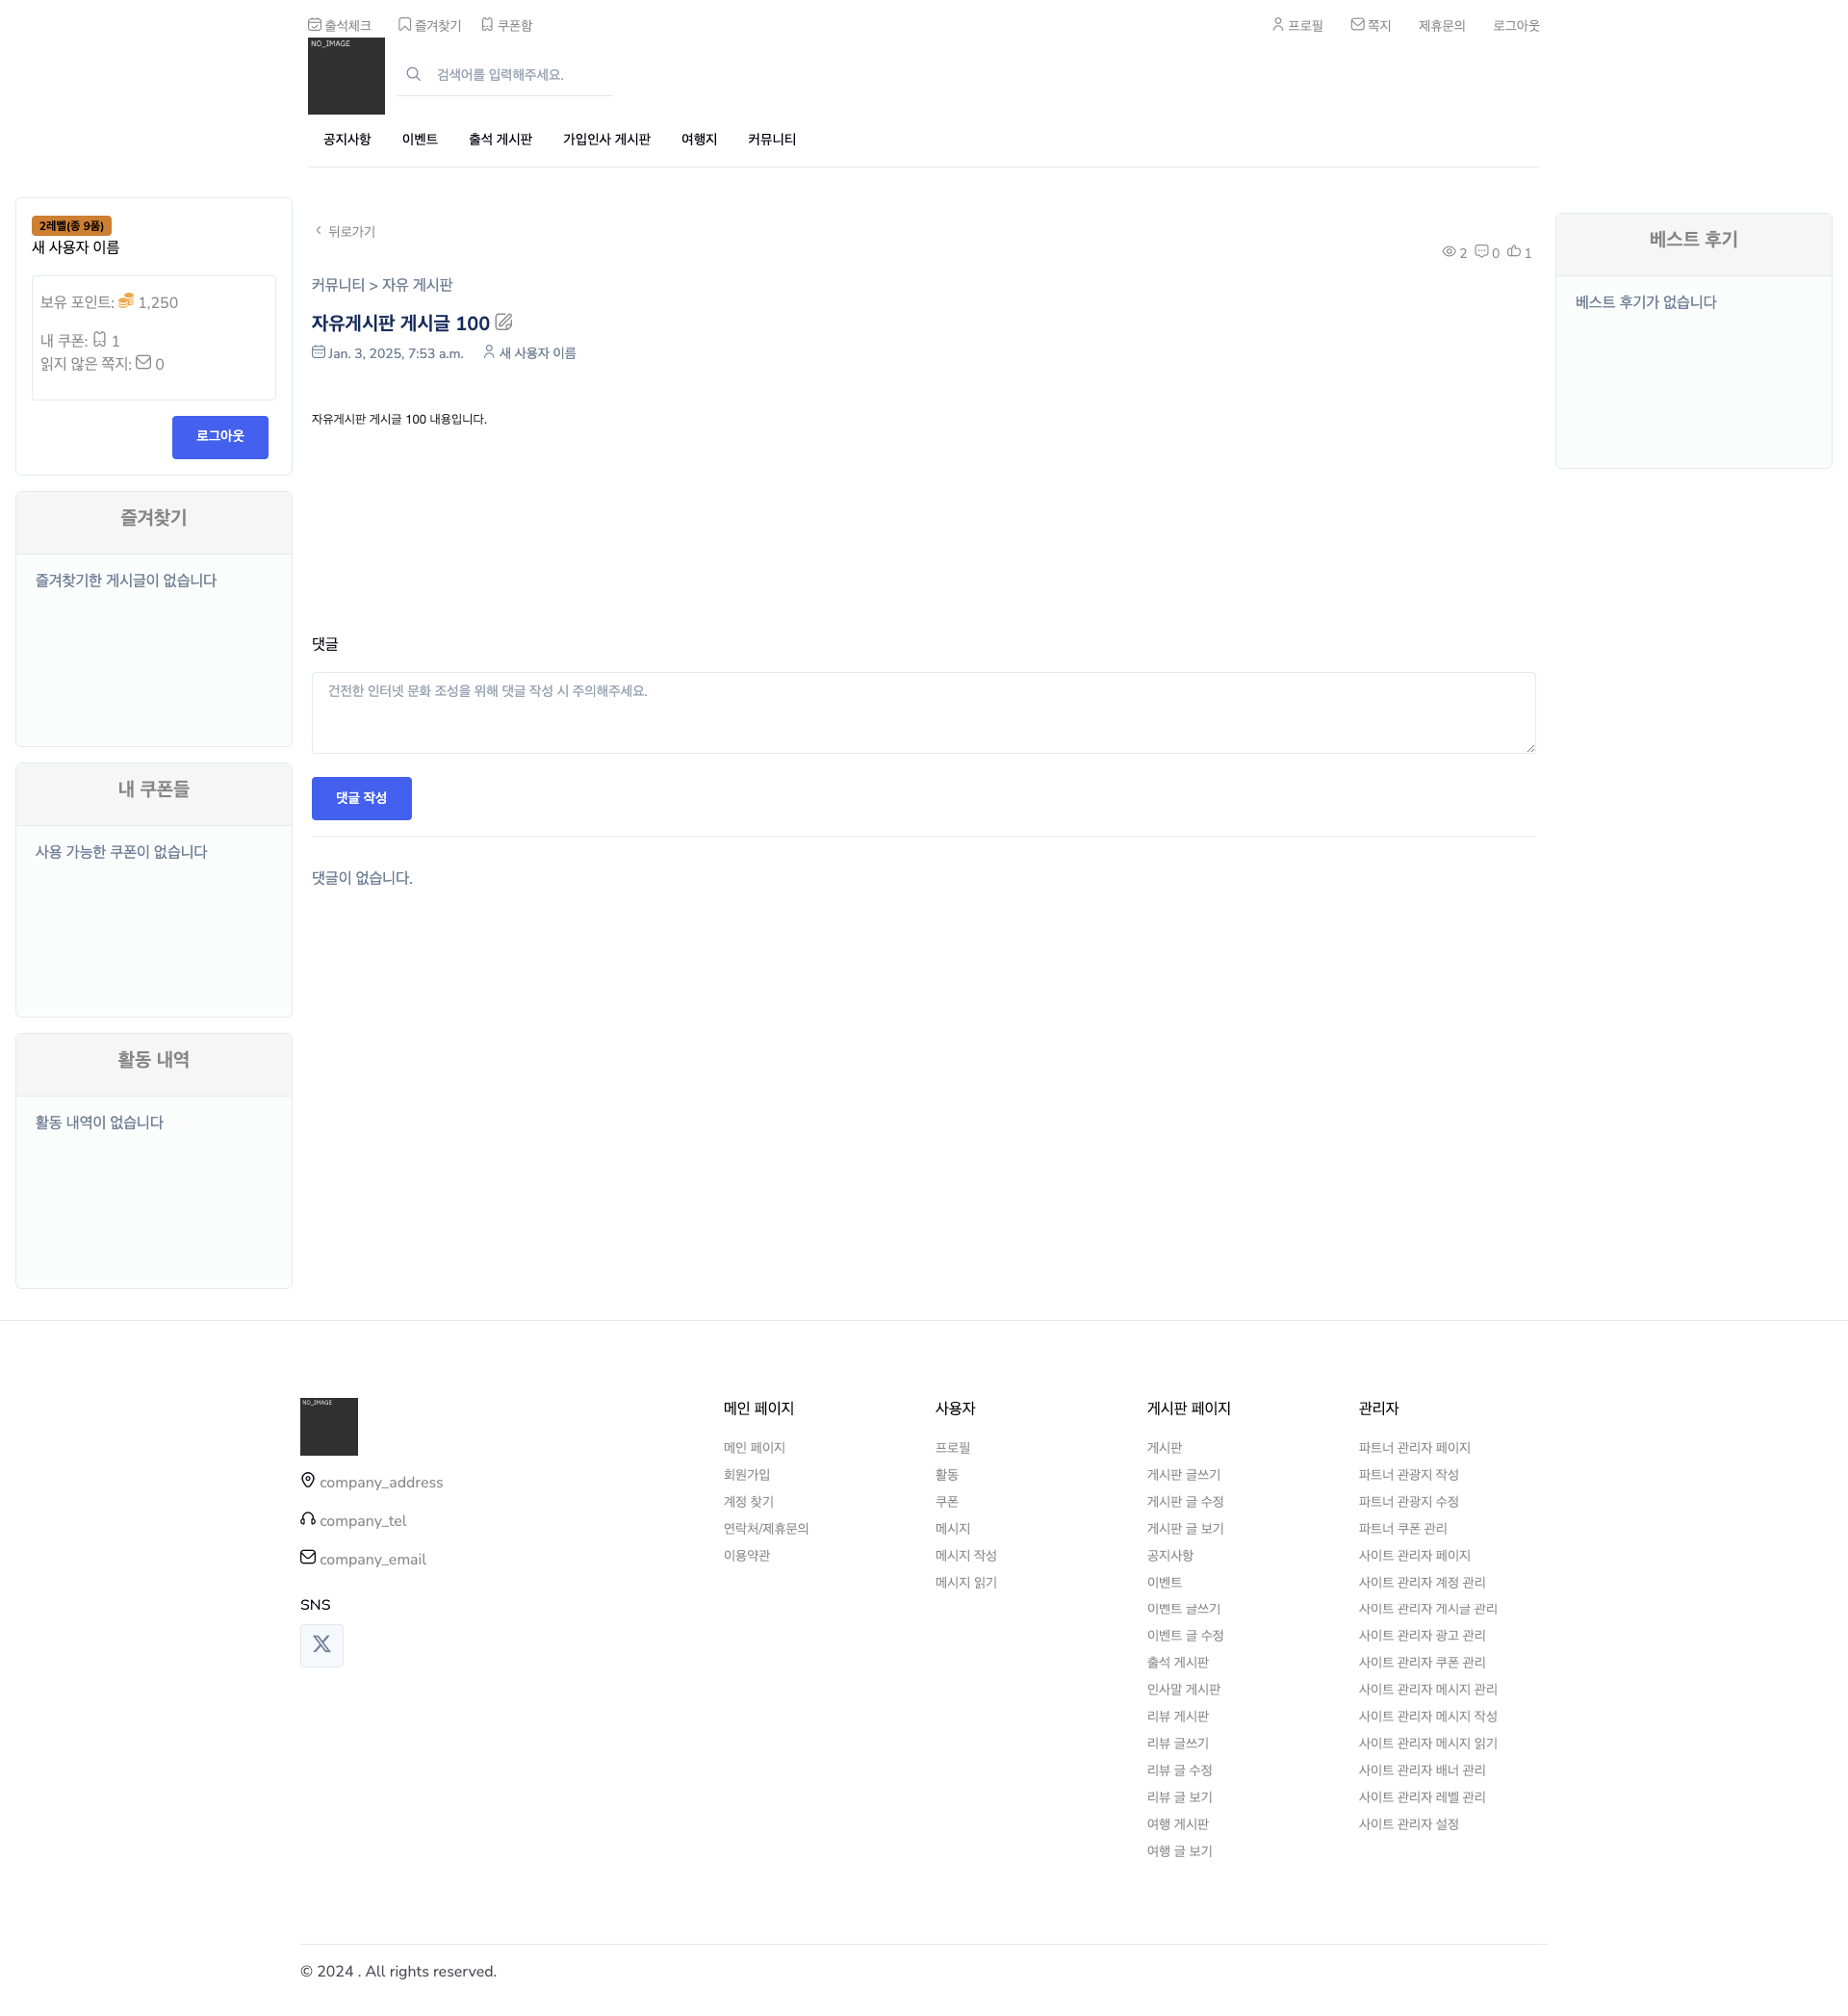 출석체크 즐겨찾기 쿠폰함 프로필 쪽지 제휴문의 로그아웃
NO_IMAGE
검색어를 입력해주세요.
공지사항 이벤트 출석 게시판 가입인사 게시판 여행지 커뮤니티
2레벨(종 9품)
새 사용자 이름
보유 포인트: 1,250
내 쿠폰: 1
읽지 않은 쪽지: 0
로그아웃
즐겨찾기
즐겨찾기한 게시글이 없습니다
내 쿠폰들
사용 가능한 쿠폰이 없습니다
활동 내역
활동 내역이 없습니다
뒤로가기
2 0 1
커뮤니티 > 자유 게시판
자유게시판 게시글 100
Jan. 3, 2025, 7:53 a.m. 새 사용자 이름
자유게시판 게시글 100 내용입니다.
댓글
건전한 인터넷 문화 조성을 위해 댓글 작성 시 주의해주세요.
댓글 작성
댓글이 없습니다.
베스트 후기
베스트 후기가 없습니다
NO_IMAGE
company_address
company_tel
company_email
SNS
메인 페이지
메인 페이지
회원가입
계정 찾기
연락처/제휴문의
이용약관
사용자
프로필
활동
쿠폰
메시지
메시지 작성
메시지 읽기
게시판 페이지
게시판
게시판 글쓰기
게시판 글 수정
게시판 글 보기
공지사항
이벤트
이벤트 글쓰기
이벤트 글 수정
출석 게시판
인사말 게시판
리뷰 게시판
리뷰 글쓰기
리뷰 글 수정
리뷰 글 보기
여행 게시판
여행 글 보기
관리자
파트너 관리자 페이지
파트너 관광지 작성
파트너 관광지 수정
파트너 쿠폰 관리
사이트 관리자 페이지
사이트 관리자 계정 관리
사이트 관리자 게시글 관리
사이트 관리자 광고 관리
사이트 관리자 쿠폰 관리
사이트 관리자 메시지 관리
사이트 관리자 메시지 작성
사이트 관리자 메시지 읽기
사이트 관리자 배너 관리
사이트 관리자 레벨 관리
사이트 관리자 설정
© 2024 . All rights reserved.